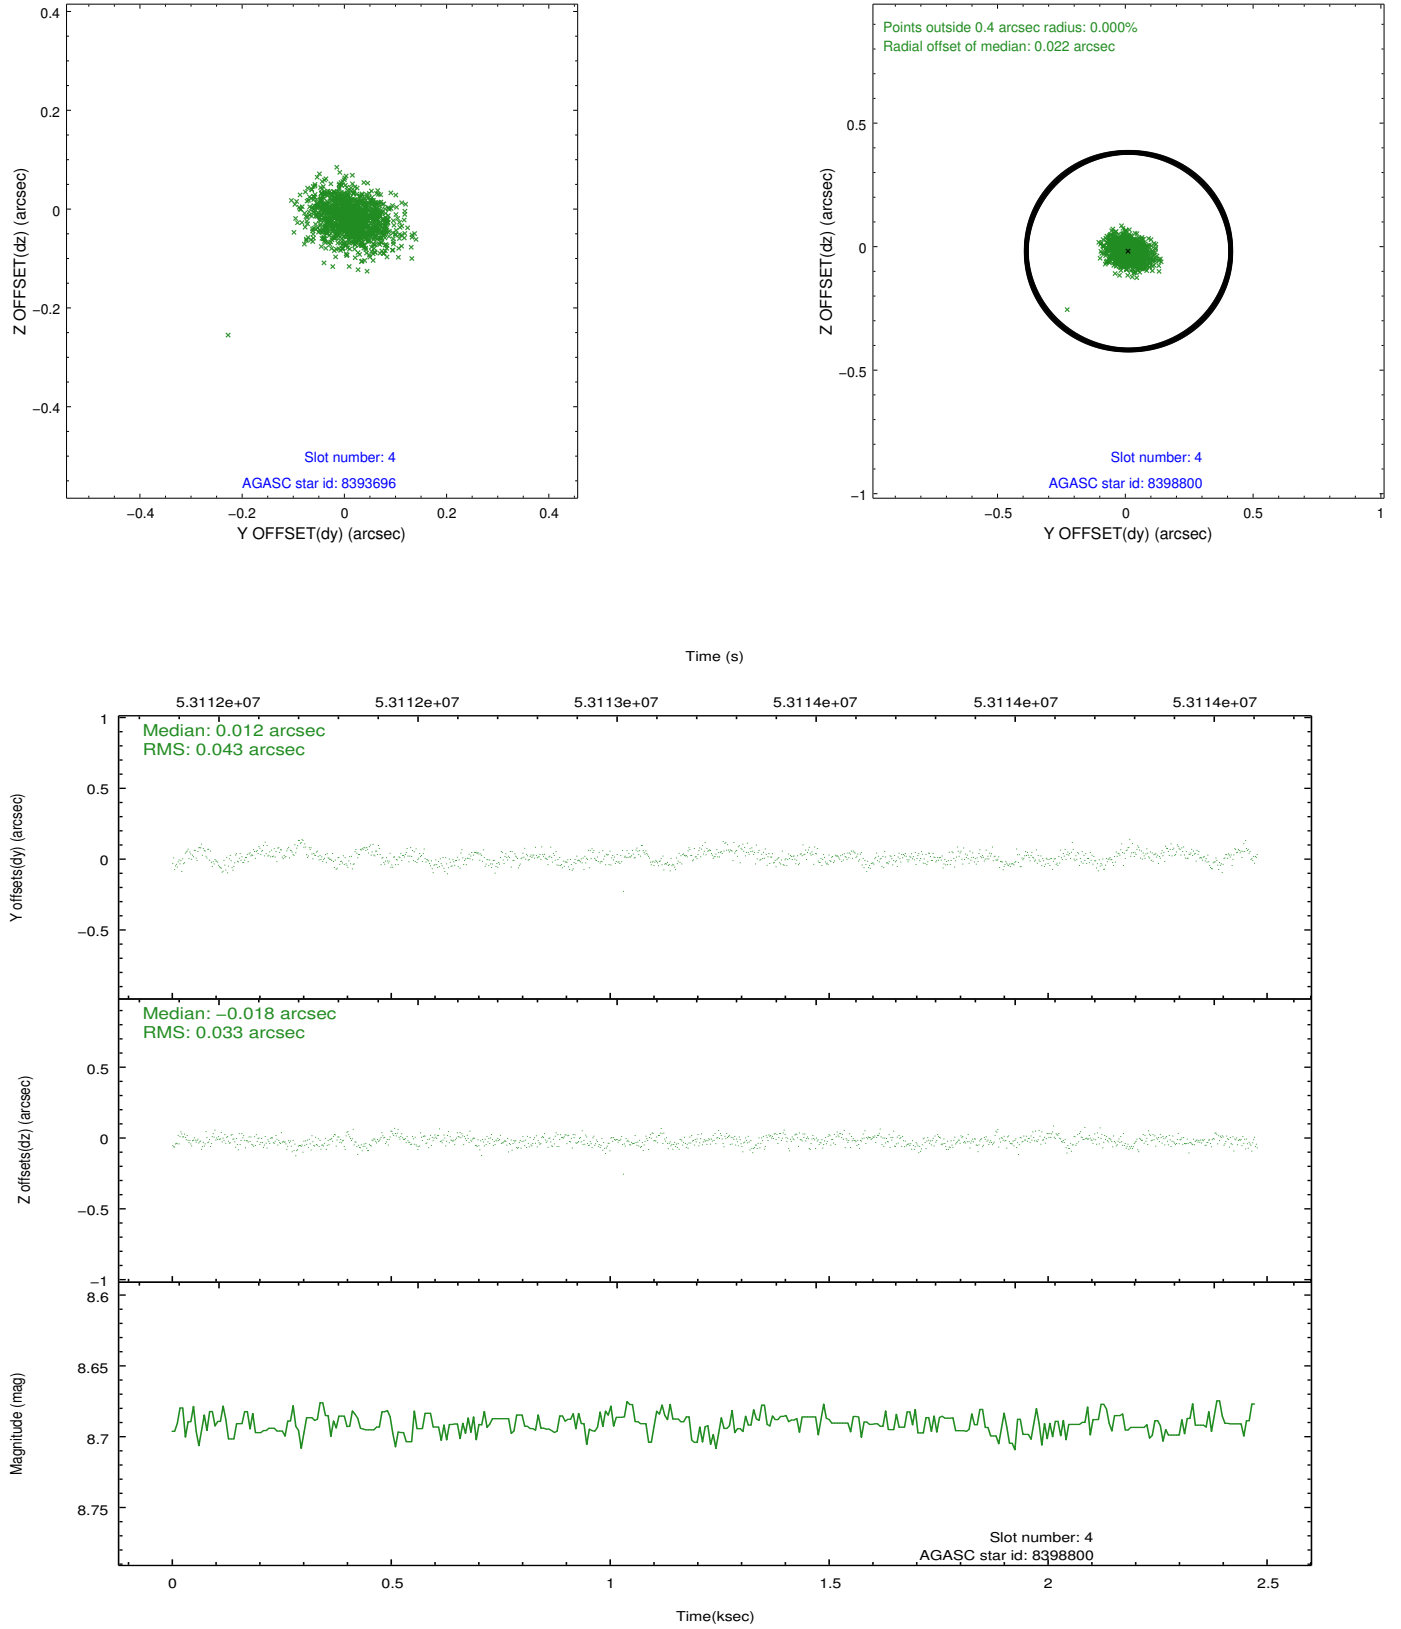 0.4
0.2
0
−0.2
−0.4
Z OFFSET(dz) (arcsec)
Slot number: 4
AGASC star id: 8393696
−0.4 −0.2 0 0.2 0.4
Y OFFSET(dy) (arcsec)
Points outside 0.4 arcsec radius: 0.000%
Radial offset of median: 0.022 arcsec
0.5
0
−0.5
−1
Z OFFSET(dz) (arcsec)
Slot number: 4
AGASC star id: 8398800
−0.5 0 0.5 1
Y OFFSET(dy) (arcsec)
Time (s)
5.3112e+07 5.3112e+07 5.3113e+07 5.3114e+07 5.3114e+07 5.3114e+07
Median: 0.012 arcsec
RMS: 0.043 arcsec
1
0.5
0
−0.5
Y offsets(dy) (arcsec)
Median: −0.018 arcsec
RMS: 0.033 arcsec
0.5
0
−0.5
−1
Z offsets(dz) (arcsec)
8.6
8.65
8.7
8.75
Magnitude (mag)
Slot number: 4
AGASC star id: 8398800
0 0.5 1 1.5 2 2.5
Time(ksec)